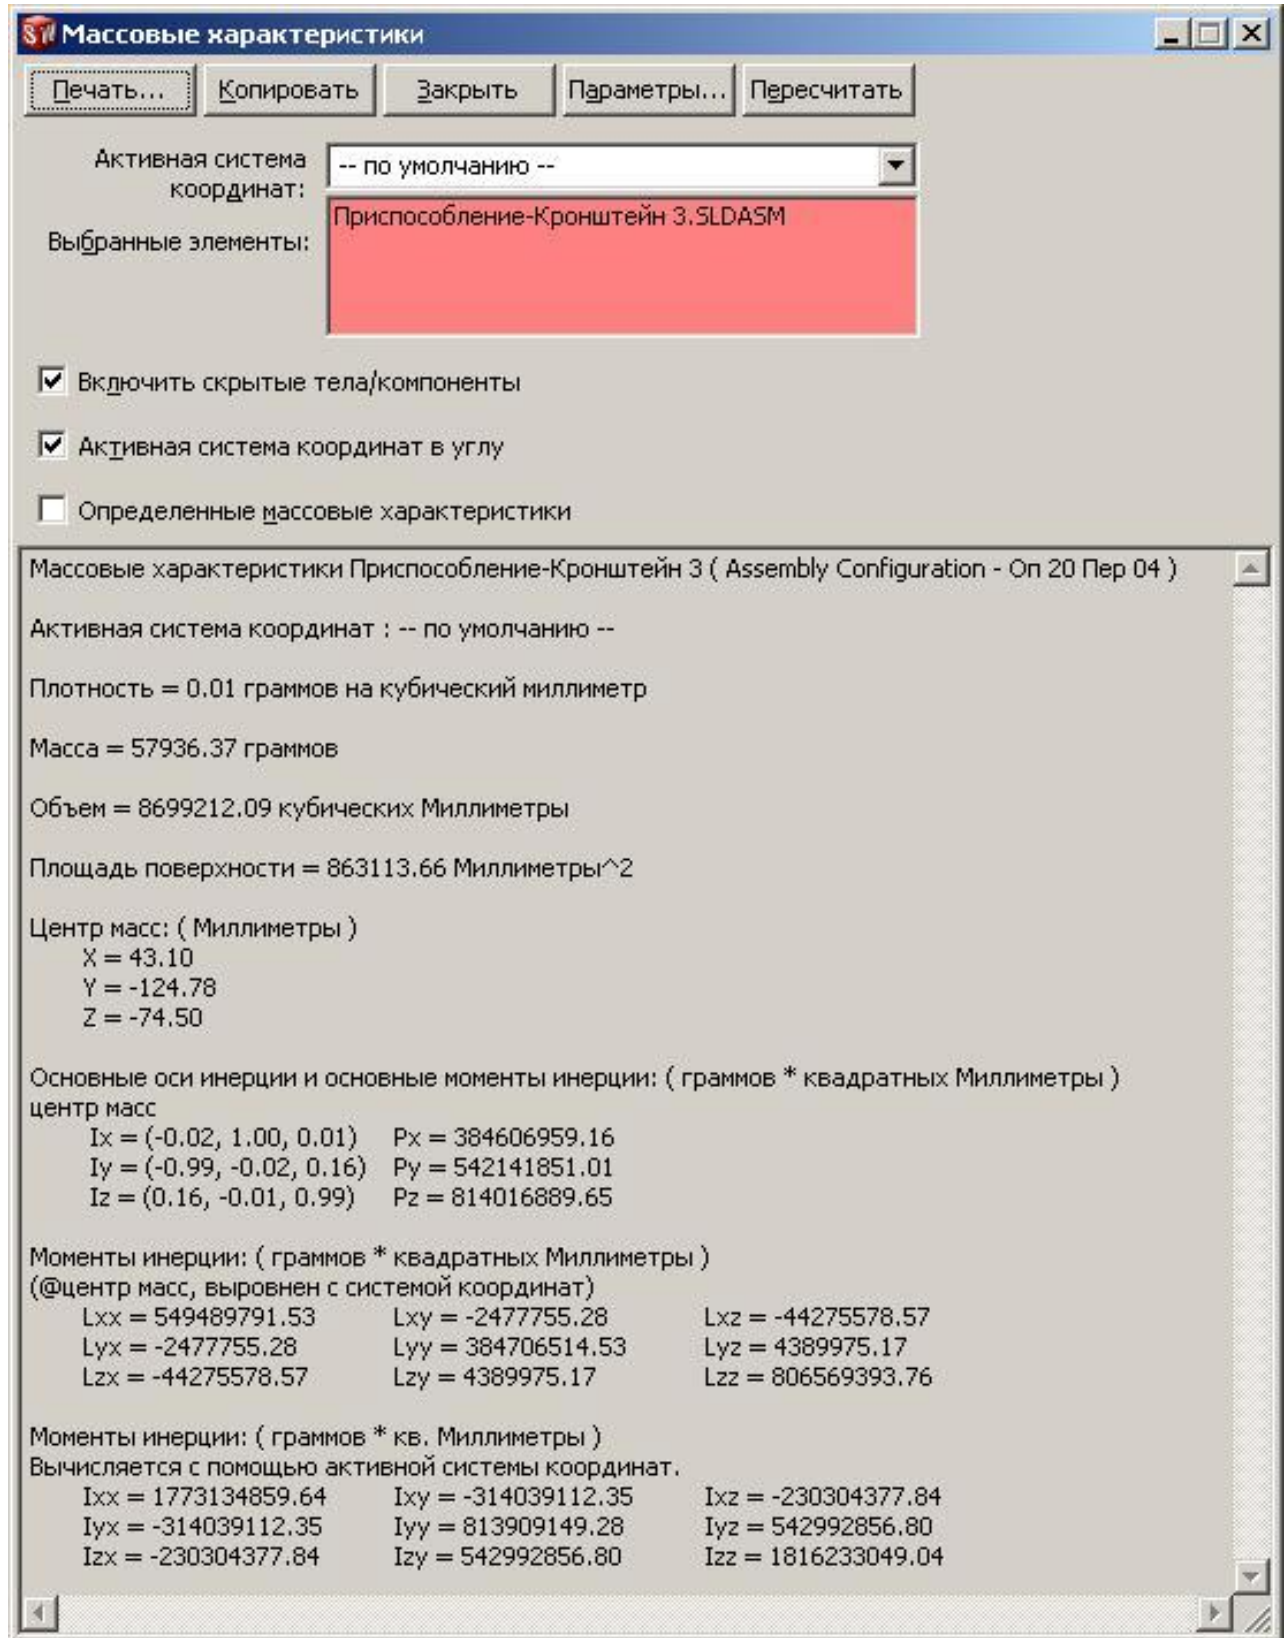 SW Массовые характеристики
Печать... Копировать Закрыть Параметры... Пересчитать
Активная система координат: -- по умолчанию --
Выбранные элементы: Приспособление-Кронштейн 3.SLDASM
Включить скрытые тела/компоненты
Активная система координат в углу
Определенные массовые характеристики
Массовые характеристики Приспособление-Кронштейн 3 ( Assembly Configuration - Оп 20 Пер 04 )
Активная система координат : -- по умолчанию --
Плотность = 0.01 граммов на кубический миллиметр
Масса = 57936.37 граммов
Объем = 8699212.09 кубических Миллиметры
Площадь поверхности = 863113.66 Миллиметры^2
Центр масс: ( Миллиметры )
X = 43.10
Y = -124.78
Z = -74.50
Основные оси инерции и основные моменты инерции: ( граммов * квадратных Миллиметры )
центр масс
Ix = (-0.02, 1.00, 0.01) Px = 384606959.16
Iy = (-0.99, -0.02, 0.16) Py = 542141851.01
Iz = (0.16, -0.01, 0.99) Pz = 814016889.65
Моменты инерции: ( граммов * квадратных Миллиметры )
(@центр масс, выровнен с системой координат)
Lxx = 549489791.53 Lxy = -2477755.28 Lxz = -44275578.57
Lyx = -2477755.28 Lyy = 384706514.53 Lyz = 4389975.17
Lzx = -44275578.57 Lzy = 4389975.17 Lzz = 806569393.76
Моменты инерции: ( граммов * кв. Миллиметры )
Вычисляется с помощью активной системы координат.
Ixx = 1773134859.64 Ixy = -314039112.35 Ixz = -230304377.84
Iyx = -314039112.35 Iyy = 813909149.28 Iyz = 542992856.80
Izx = -230304377.84 Izy = 542992856.80 Izz = 1816233049.04